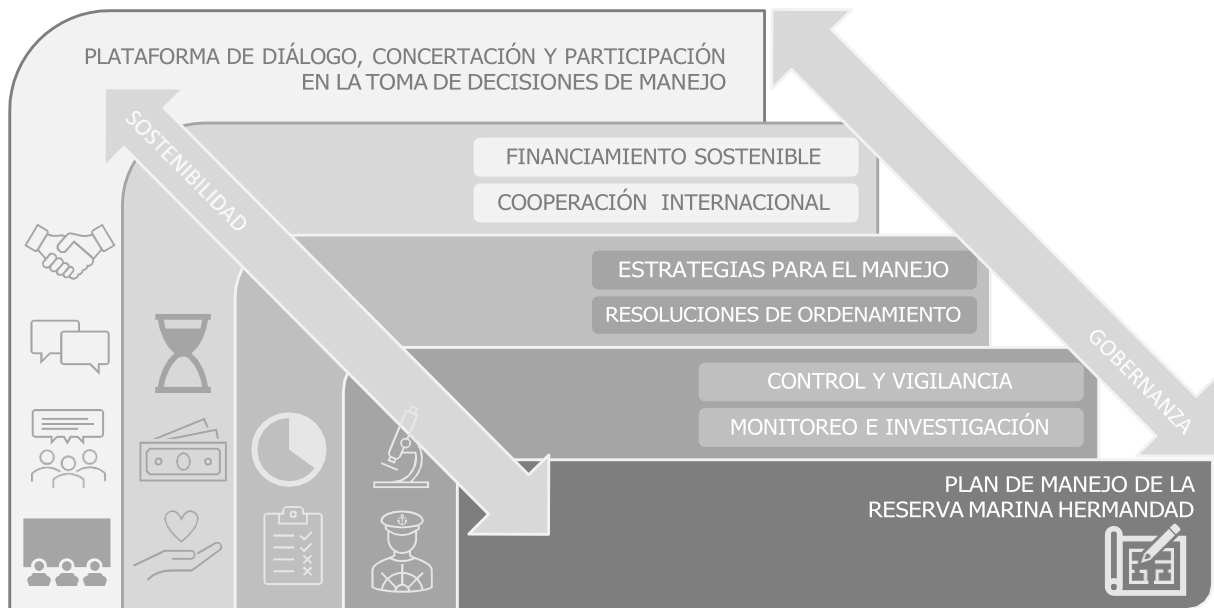 PLATAFORMA DE DIÁLOGO, CONCERTACIÓN Y PARTICIPACIÓN
EN LA TOMA DE DECISIONES DE MANEJO
SOSTENIBILIDAD
FINANCIAMIENTO SOSTENIBLE
COOPERACIÓN INTERNACIONAL
ESTRATEGIAS PARA EL MANEJO
RESOLUCIONES DE ORDENAMIENTO
GOBERNANZA
CONTROL Y VIGILANCIA
MONITOREO E INVESTIGACIÓN
PLAN DE MANEJO DE LA
RESERVA MARINA HERMANDAD